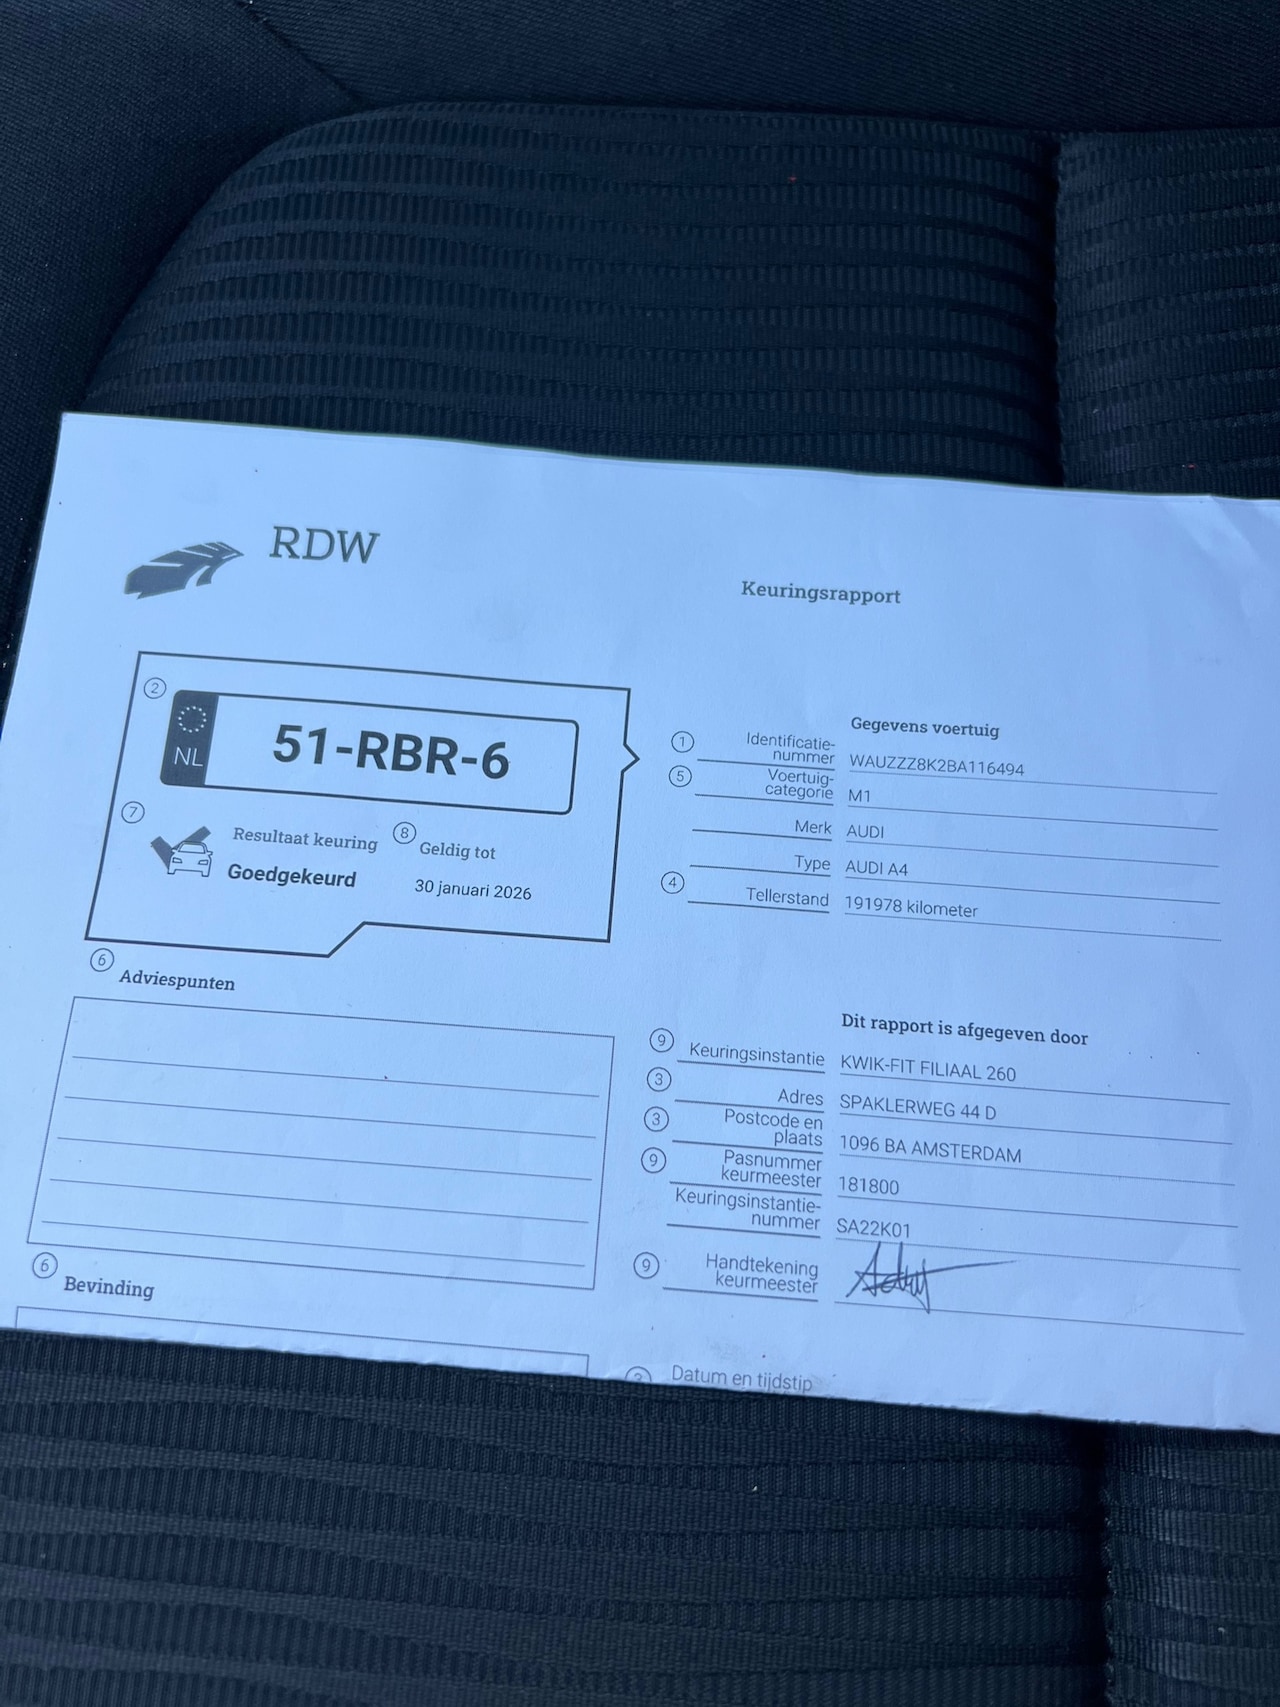 RDW
Keuringsrapport
2
NL
51-RBR-6
7
Resultaat keuring
Goedgekeurd
8
Geldig tot
30 januari 2026
Gegevens voertuig
1
Identificatie-
nummer
WAUZZZ8K2BA116494
5
Voertuig-
categorie
M1
Merk
AUDI
Type
AUDI A4
4
Tellerstand
191978 kilometer
6
Adviespunten
Dit rapport is afgegeven door
9
Keuringsinstantie
KWIK-FIT FILIAAL 260
3
Adres
SPAKLERWEG 44 D
3
Postcode en
plaats
1096 BA AMSTERDAM
9
Pasnummer
keurmeester
181800
Keuringsinstantie-
nummer
SA22K01
9
Handtekening
keurmeester
6
Bevinding
Datum en tijdstip